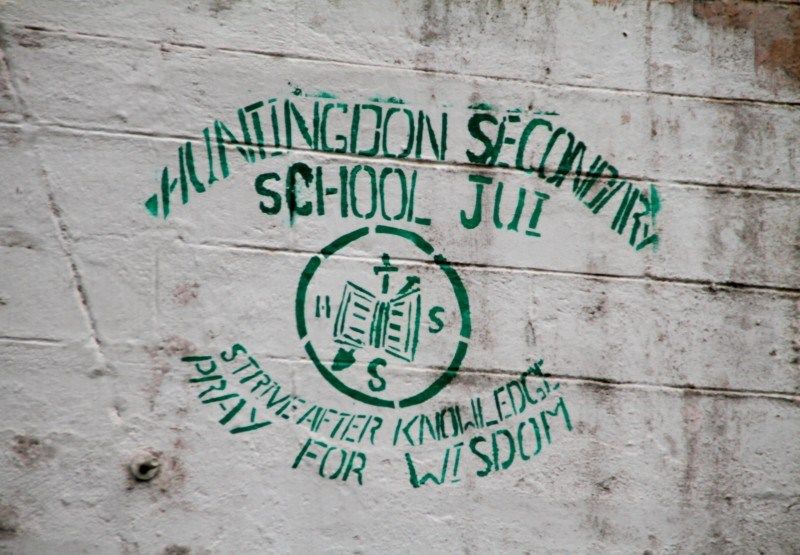 HUNTINGDON SECONDARY
SCHOOL JUI
H S
S
STRIVE AFTER KNOWLEDGE
PRAY FOR WISDOM